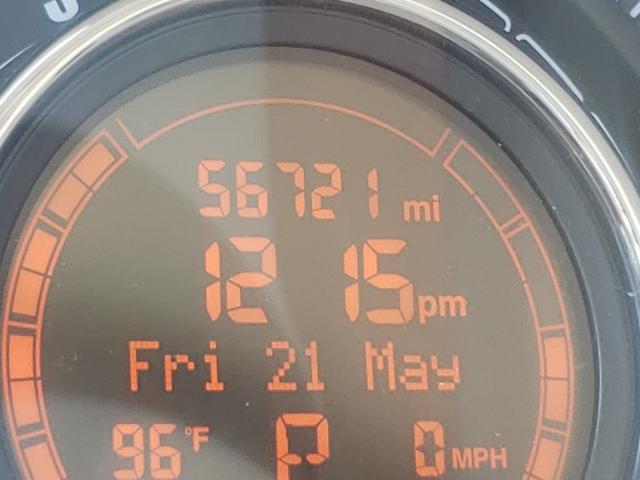 56721 mi
12 15 pm
Fri 21 May
96 °F P 0 MPH